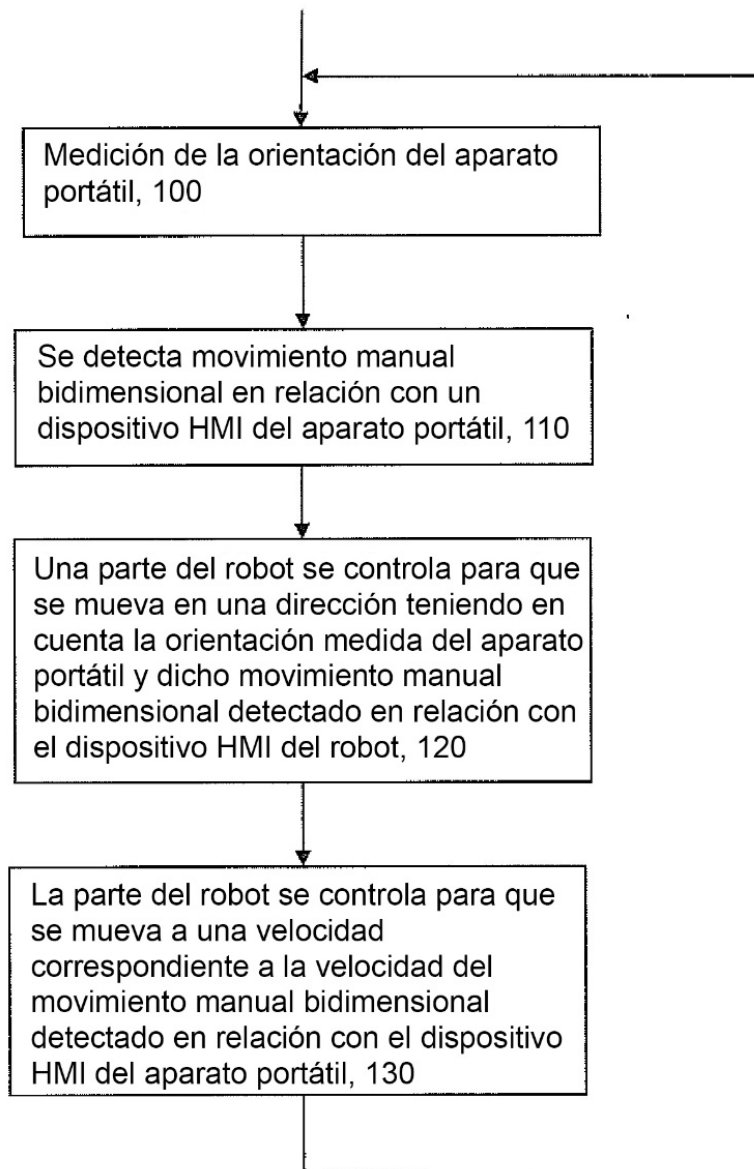 Medición de la orientación del aparato
portátil, 100
Se detecta movimiento manual
bidimensional en relación con un
dispositivo HMI del aparato portátil, 110
Una parte del robot se controla para que
se mueva en una dirección teniendo en
cuenta la orientación medida del aparato
portátil y dicho movimiento manual
bidimensional detectado en relación con
el dispositivo HMI del robot, 120
La parte del robot se controla para que
se mueva a una velocidad
correspondiente a la velocidad del
movimiento manual bidimensional
detectado en relación con el dispositivo
HMI del aparato portátil, 130